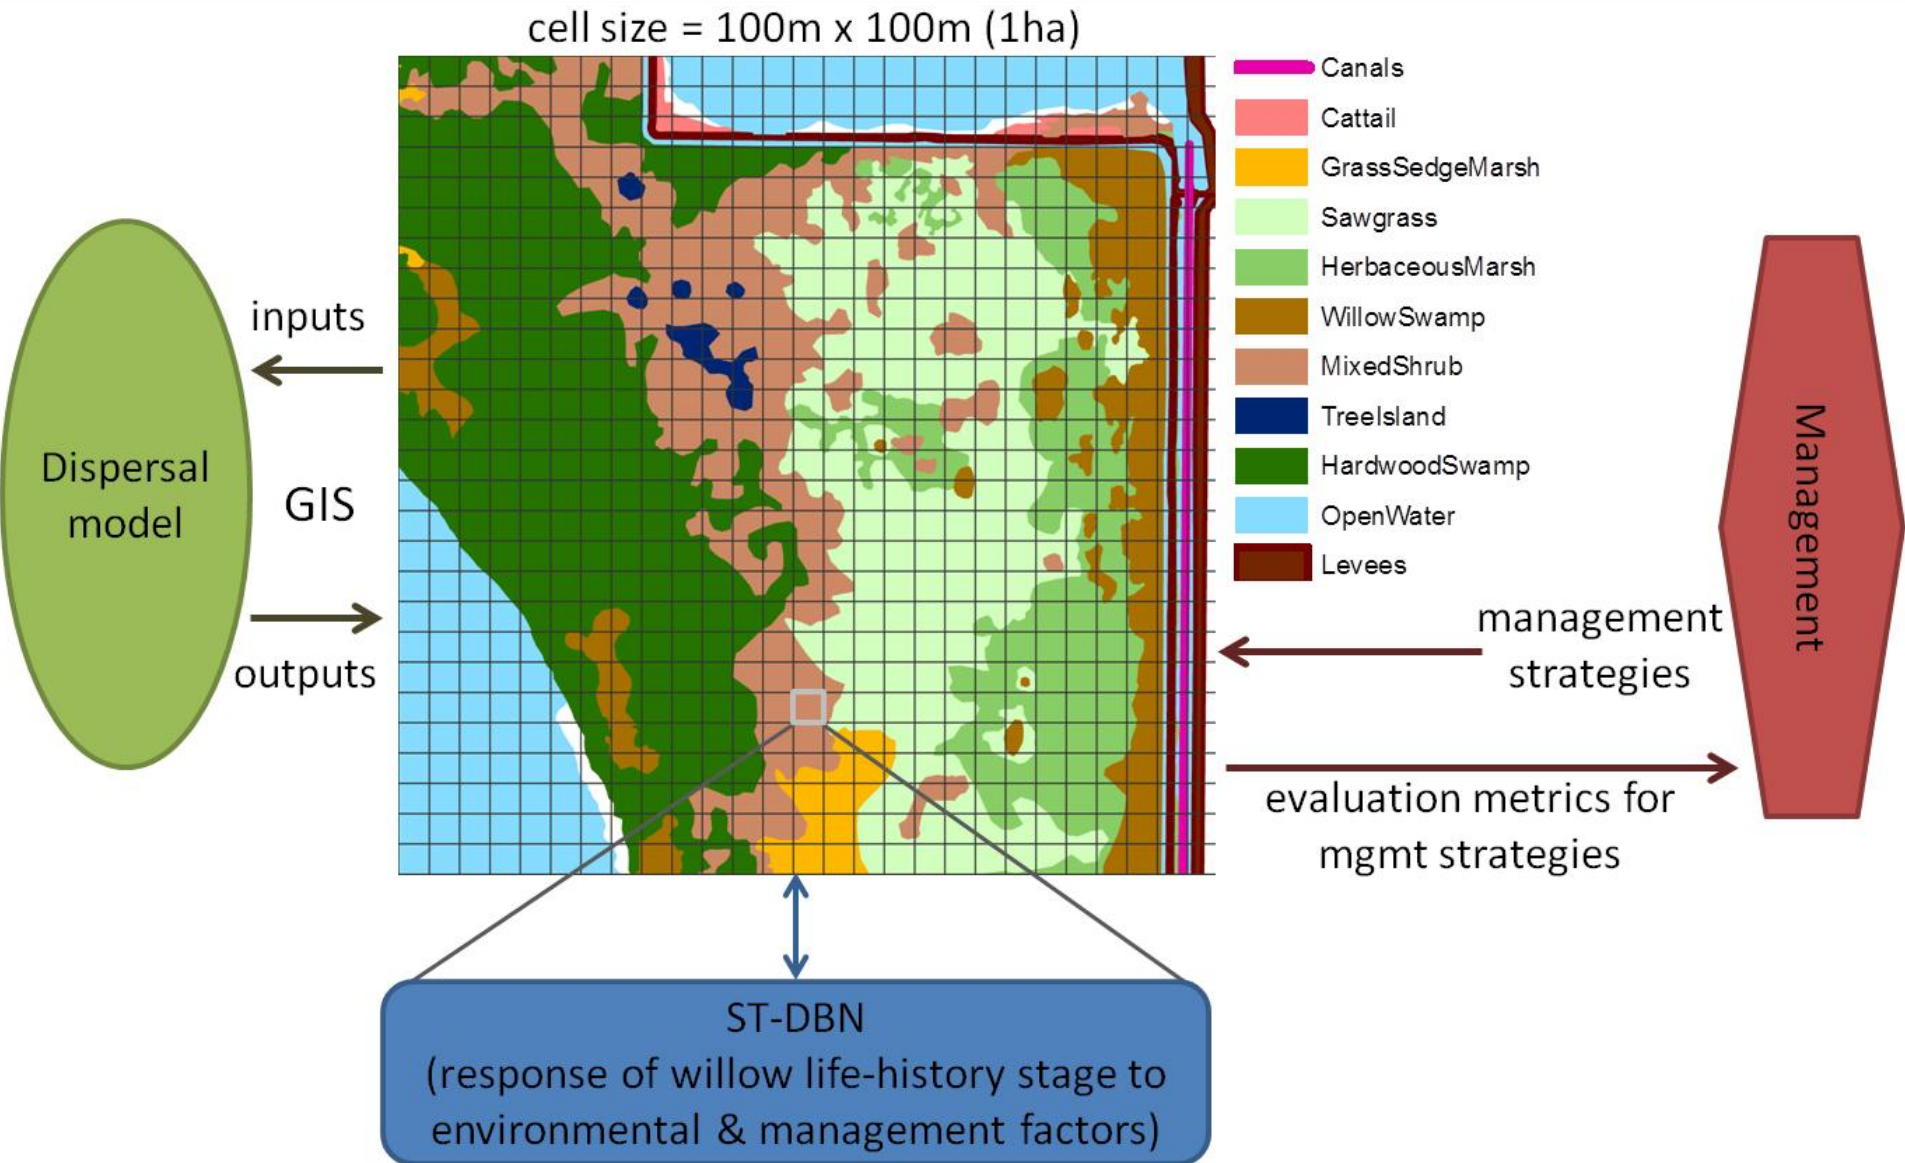 cell size = 100m x 100m (1ha)
Canals
Cattail
GrassSedgeMarsh
Sawgrass
HerbaceousMarsh
WillowSwamp
MixedShrub
TreeIsland
HardwoodSwamp
OpenWater
Levees
inputs
Dispersal
model
GIS
outputs
Management
management
strategies
evaluation metrics for
mgmt strategies
ST-DBN
(response of willow life-history stage to
environmental & management factors)